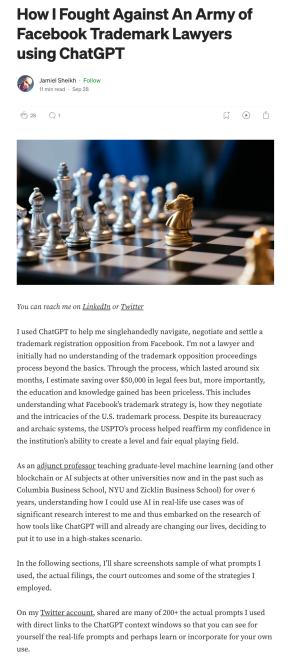 How I Fought Against An Army of
Facebook Trademark Lawyers
using ChatGPT
Jamiel Sheikh · Follow
11 min read · Sep 28
28
1
You can reach me on LinkedIn or Twitter
I used ChatGPT to help me singlehandedly navigate, negotiate and settle a
trademark registration opposition from Facebook. I'm not a lawyer and
initially had no understanding of the trademark opposition proceedings
process beyond the basics. Through the process, which lasted around six
months, I estimate saving over $50,000 in legal fees but, more importantly,
the education and knowledge gained has been priceless. This includes
understanding what Facebook's trademark strategy is, how they negotiate
and the intricacies of the U.S. trademark process. Despite its bureaucracy
and archaic systems, the USPTO's process helped reaffirm my confidence in
the institution's ability to create a level and fair equal playing field.
As an adjunct professor teaching graduate-level machine learning (and other
blockchain or AI subjects at other universities now and in the past such as
Columbia Business School, NYU and Zicklin Business School) for over 6
years, understanding how I could use AI in real-life use cases was of
significant research interest to me and thus embarked on the research of
how tools like ChatGPT will and already are changing our lives, deciding to
put it to use in a high-stakes scenario.
In the following sections, I'll share screenshots sample of what prompts I
used, the actual filings, the court outcomes and some of the strategies I
employed.
On my Twitter account, shared are many of 200+ the actual prompts I used
with direct links to the ChatGPT context windows so that you can see for
yourself the real-life prompts and perhaps learn or incorporate for your own
use.